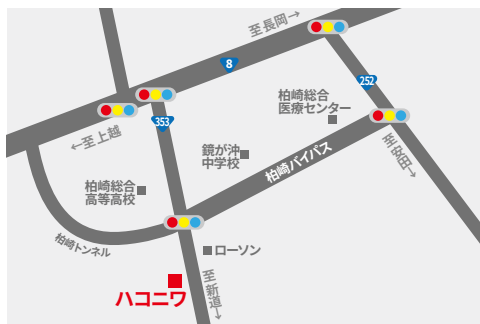 至長岡→
8
252
柏崎総合
医療センター
353
←至上越
鏡が沖
中学校
至安田→
柏崎バイパス
柏崎総合
高等高校
柏崎トンネル
ローソン
至新道→
ハコニワ